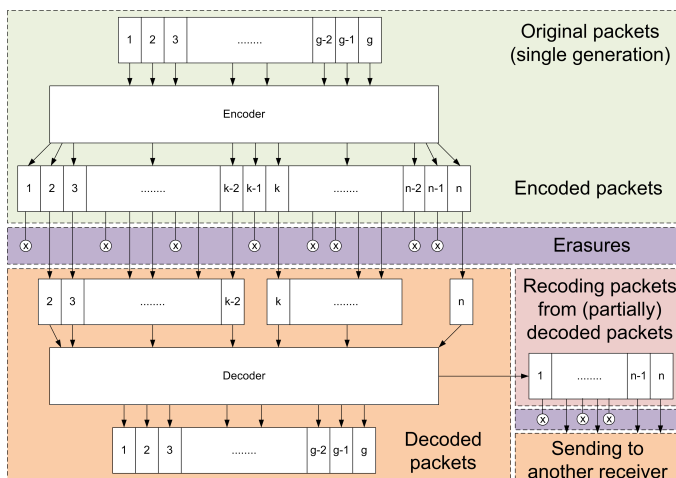 1 2 3 ........ g-2 g-1 g
Original packets
(single generation)
Encoder
1 2 3 ........ k-2 k-1 k ........ n-2 n-1 n
Encoded packets
x x x x x x x x
Erasures
2 3 ........ k-2 k ........ n
Recoding packets
from (partially)
decoded packets
Decoder
1 ........ n-1 n
x x x
1 2 3 ........ g-2 g-1 g
Decoded
packets
Sending to
another receiver